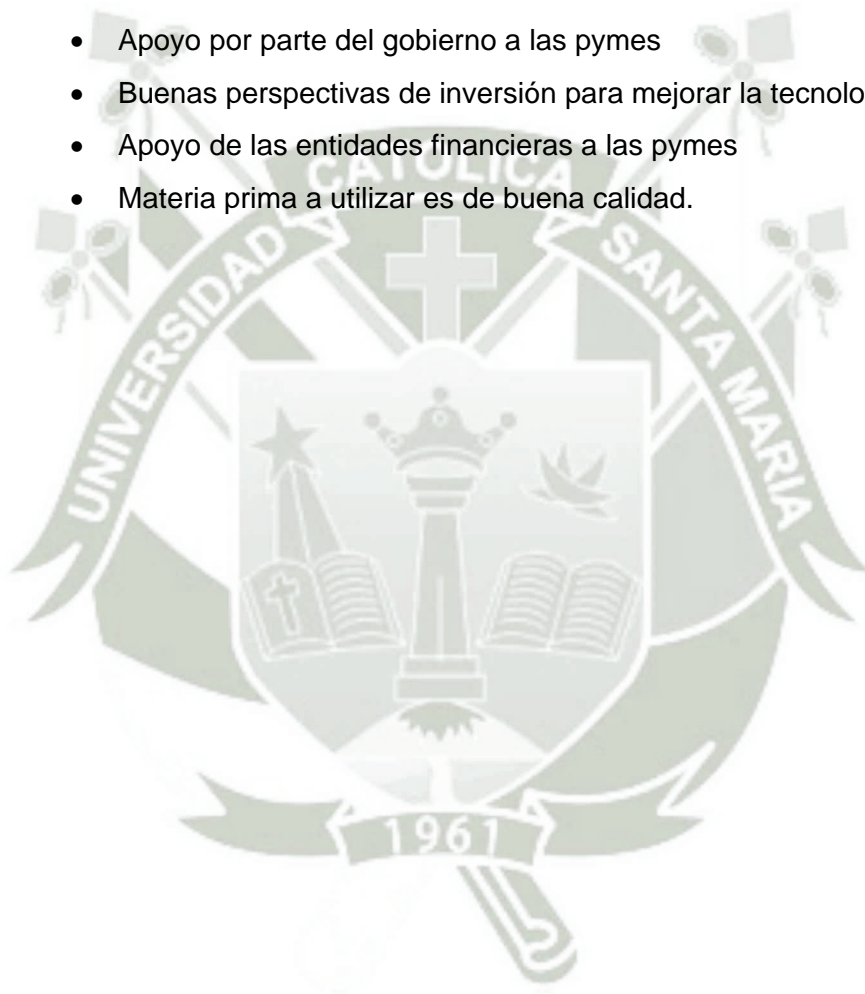 • Apoyo por parte del gobierno a las pymes
• Buenas perspectivas de inversión para mejorar la tecnolo
• Apoyo de las entidades financieras a las pymes
• Materia prima a utilizar es de buena calidad.
CATOLICA
UNIVERSIDAD
SANTA MARIA
1961